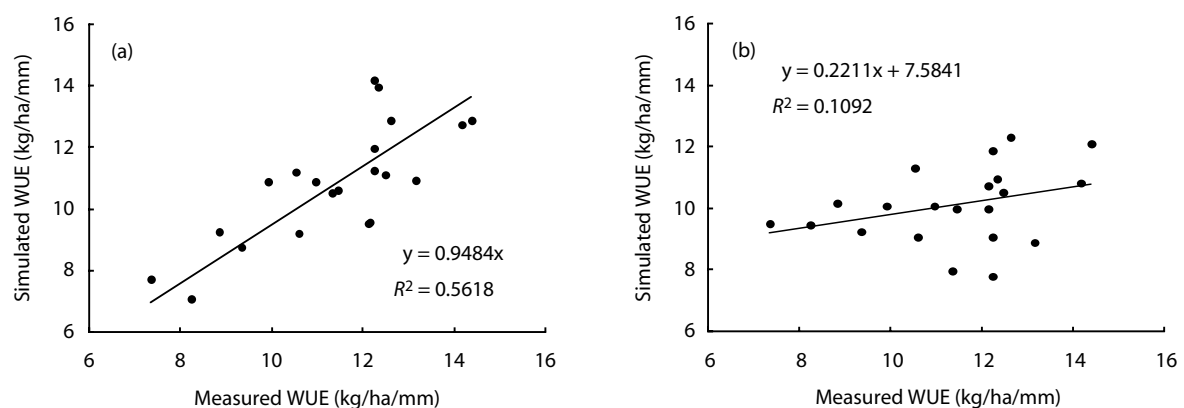 (a)
16
14
12
10
8
6
6 8 10 12 14 16
Simulated WUE (kg/ha/mm)
Measured WUE (kg/ha/mm)
y = 0.9484x
R² = 0.5618
(b)
16
14
12
10
8
6
6 8 10 12 14 16
Simulated WUE (kg/ha/mm)
Measured WUE (kg/ha/mm)
y = 0.2211x + 7.5841
R² = 0.1092